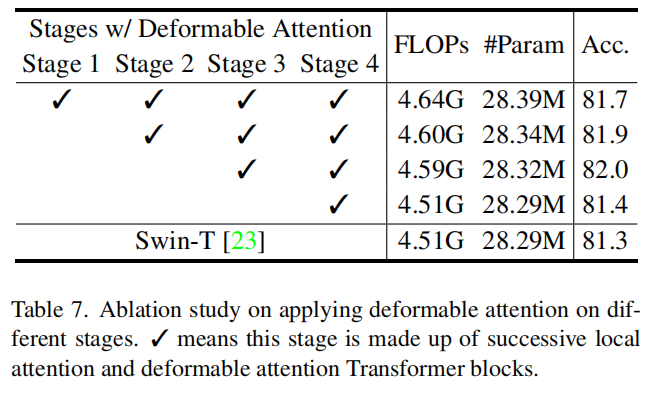 Stages w/ Deformable Attention FLOPs #Param Acc.
Stage 1 Stage 2 Stage 3 Stage 4
✓ ✓ ✓ ✓ 4.64G 28.39M 81.7
✓ ✓ ✓ 4.60G 28.34M 81.9
✓ ✓ 4.59G 28.32M 82.0
✓ 4.51G 28.29M 81.4
Swin-T [23] 4.51G 28.29M 81.3
Table 7. Ablation study on applying deformable attention on dif-
ferent stages. ✓ means this stage is made up of successive local
attention and deformable attention Transformer blocks.